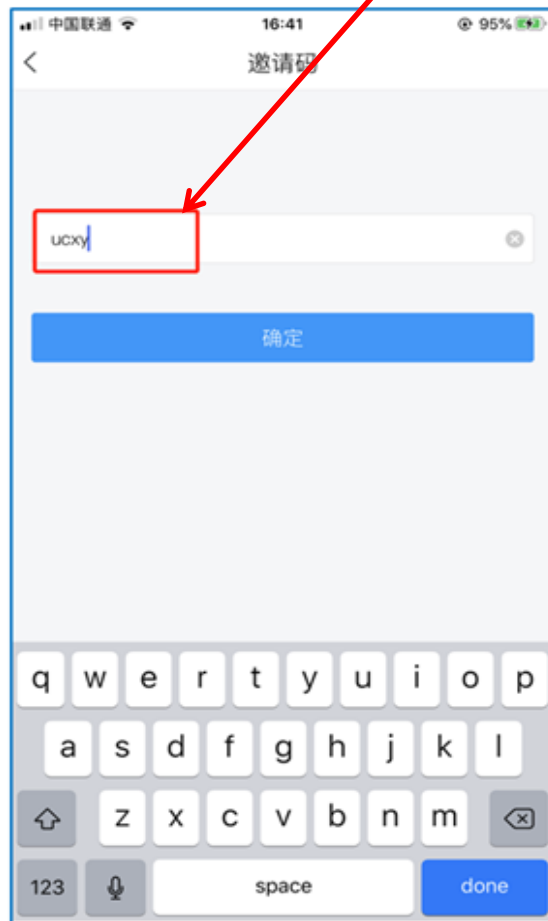 中国联通 16:41 95%
邀请码
ucxy
确定
q w e r t y u i o p
a s d f g h j k l
z x c v b n m
123 space done